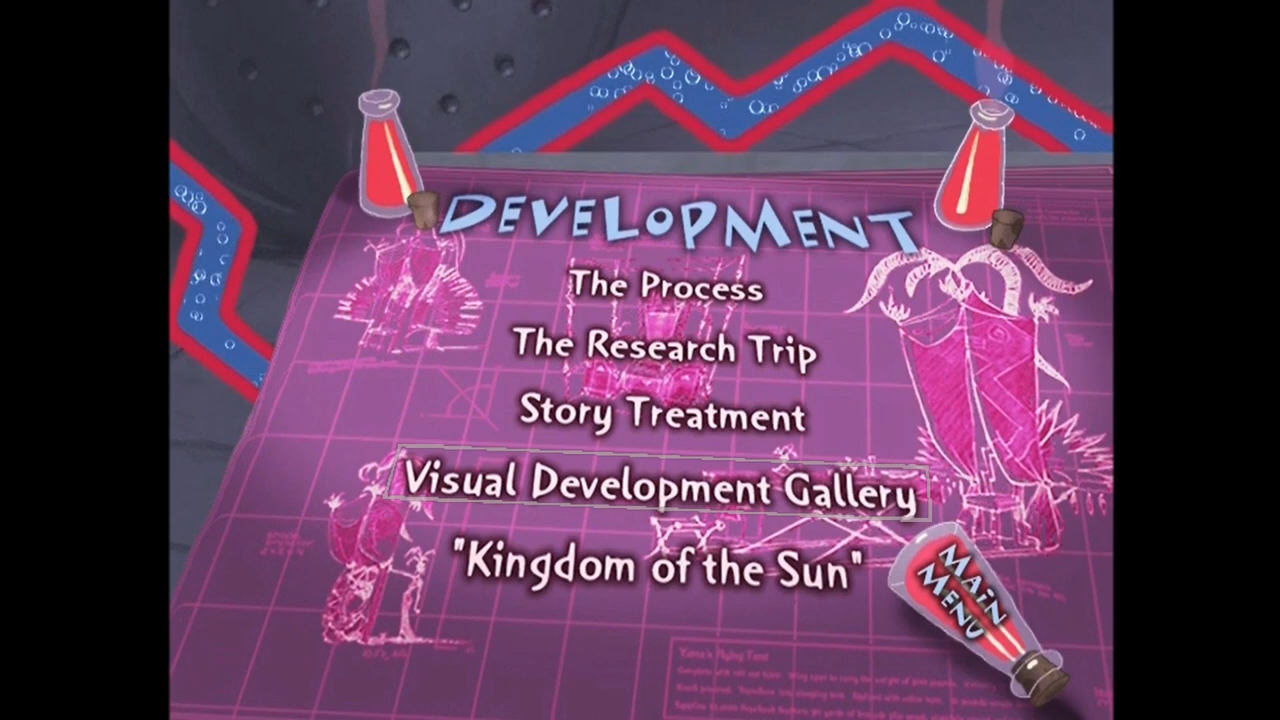 DEVELOPMENT
The Process
The Research Trip
Story Treatment
Visual Development Gallery
"Kingdom of the Sun"
MAIN
MENU